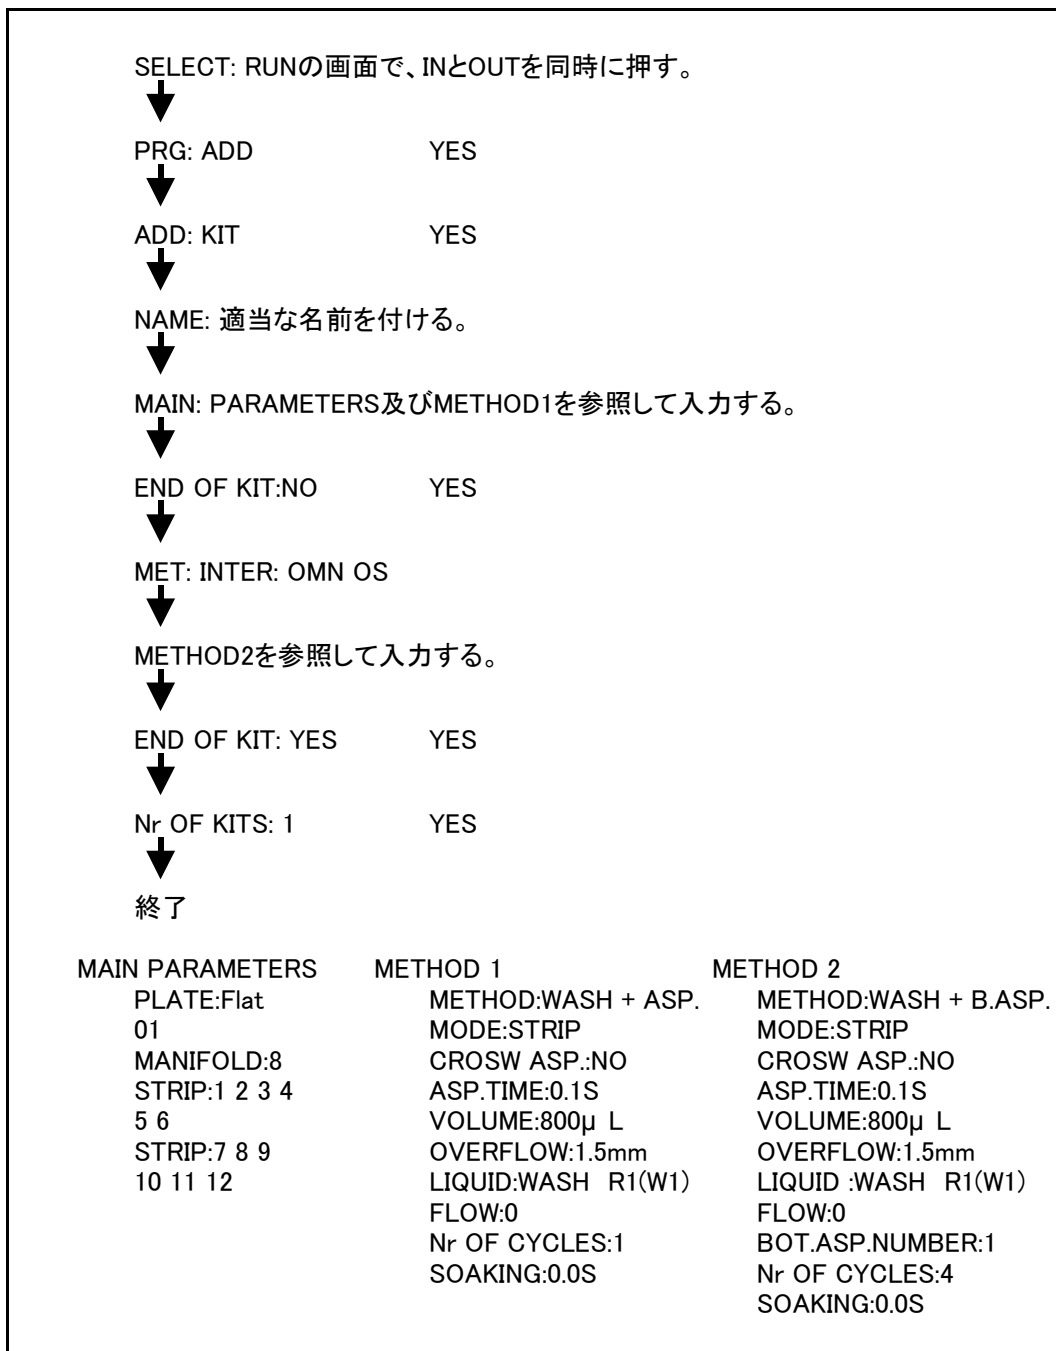 SELECT: RUNの画面で、INとOUTを同時に押す。
PRG: ADD YES
ADD: KIT YES
NAME: 適当な名前を付ける。
MAIN: PARAMETERS及びMETHOD1を参照して入力する。
END OF KIT:NO YES
MET: INTER: OMN OS
METHOD2を参照して入力する。
END OF KIT: YES YES
Nr OF KITS: 1 YES
終了
MAIN PARAMETERS
PLATE:Flat
01
MANIFOLD:8
STRIP:1 2 3 4
5 6
STRIP:7 8 9
10 11 12
METHOD 1
METHOD:WASH + ASP.
MODE:STRIP
CROSW ASP.:NO
ASP.TIME:0.1S
VOLUME:800μ L
OVERFLOW:1.5mm
LIQUID:WASH R1(W1)
FLOW:0
Nr OF CYCLES:1
SOAKING:0.0S
METHOD 2
METHOD:WASH + B.ASP.
MODE:STRIP
CROSW ASP.:NO
ASP.TIME:0.1S
VOLUME:800μ L
OVERFLOW:1.5mm
LIQUID :WASH R1(W1)
FLOW:0
BOT.ASP.NUMBER:1
Nr OF CYCLES:4
SOAKING:0.0S